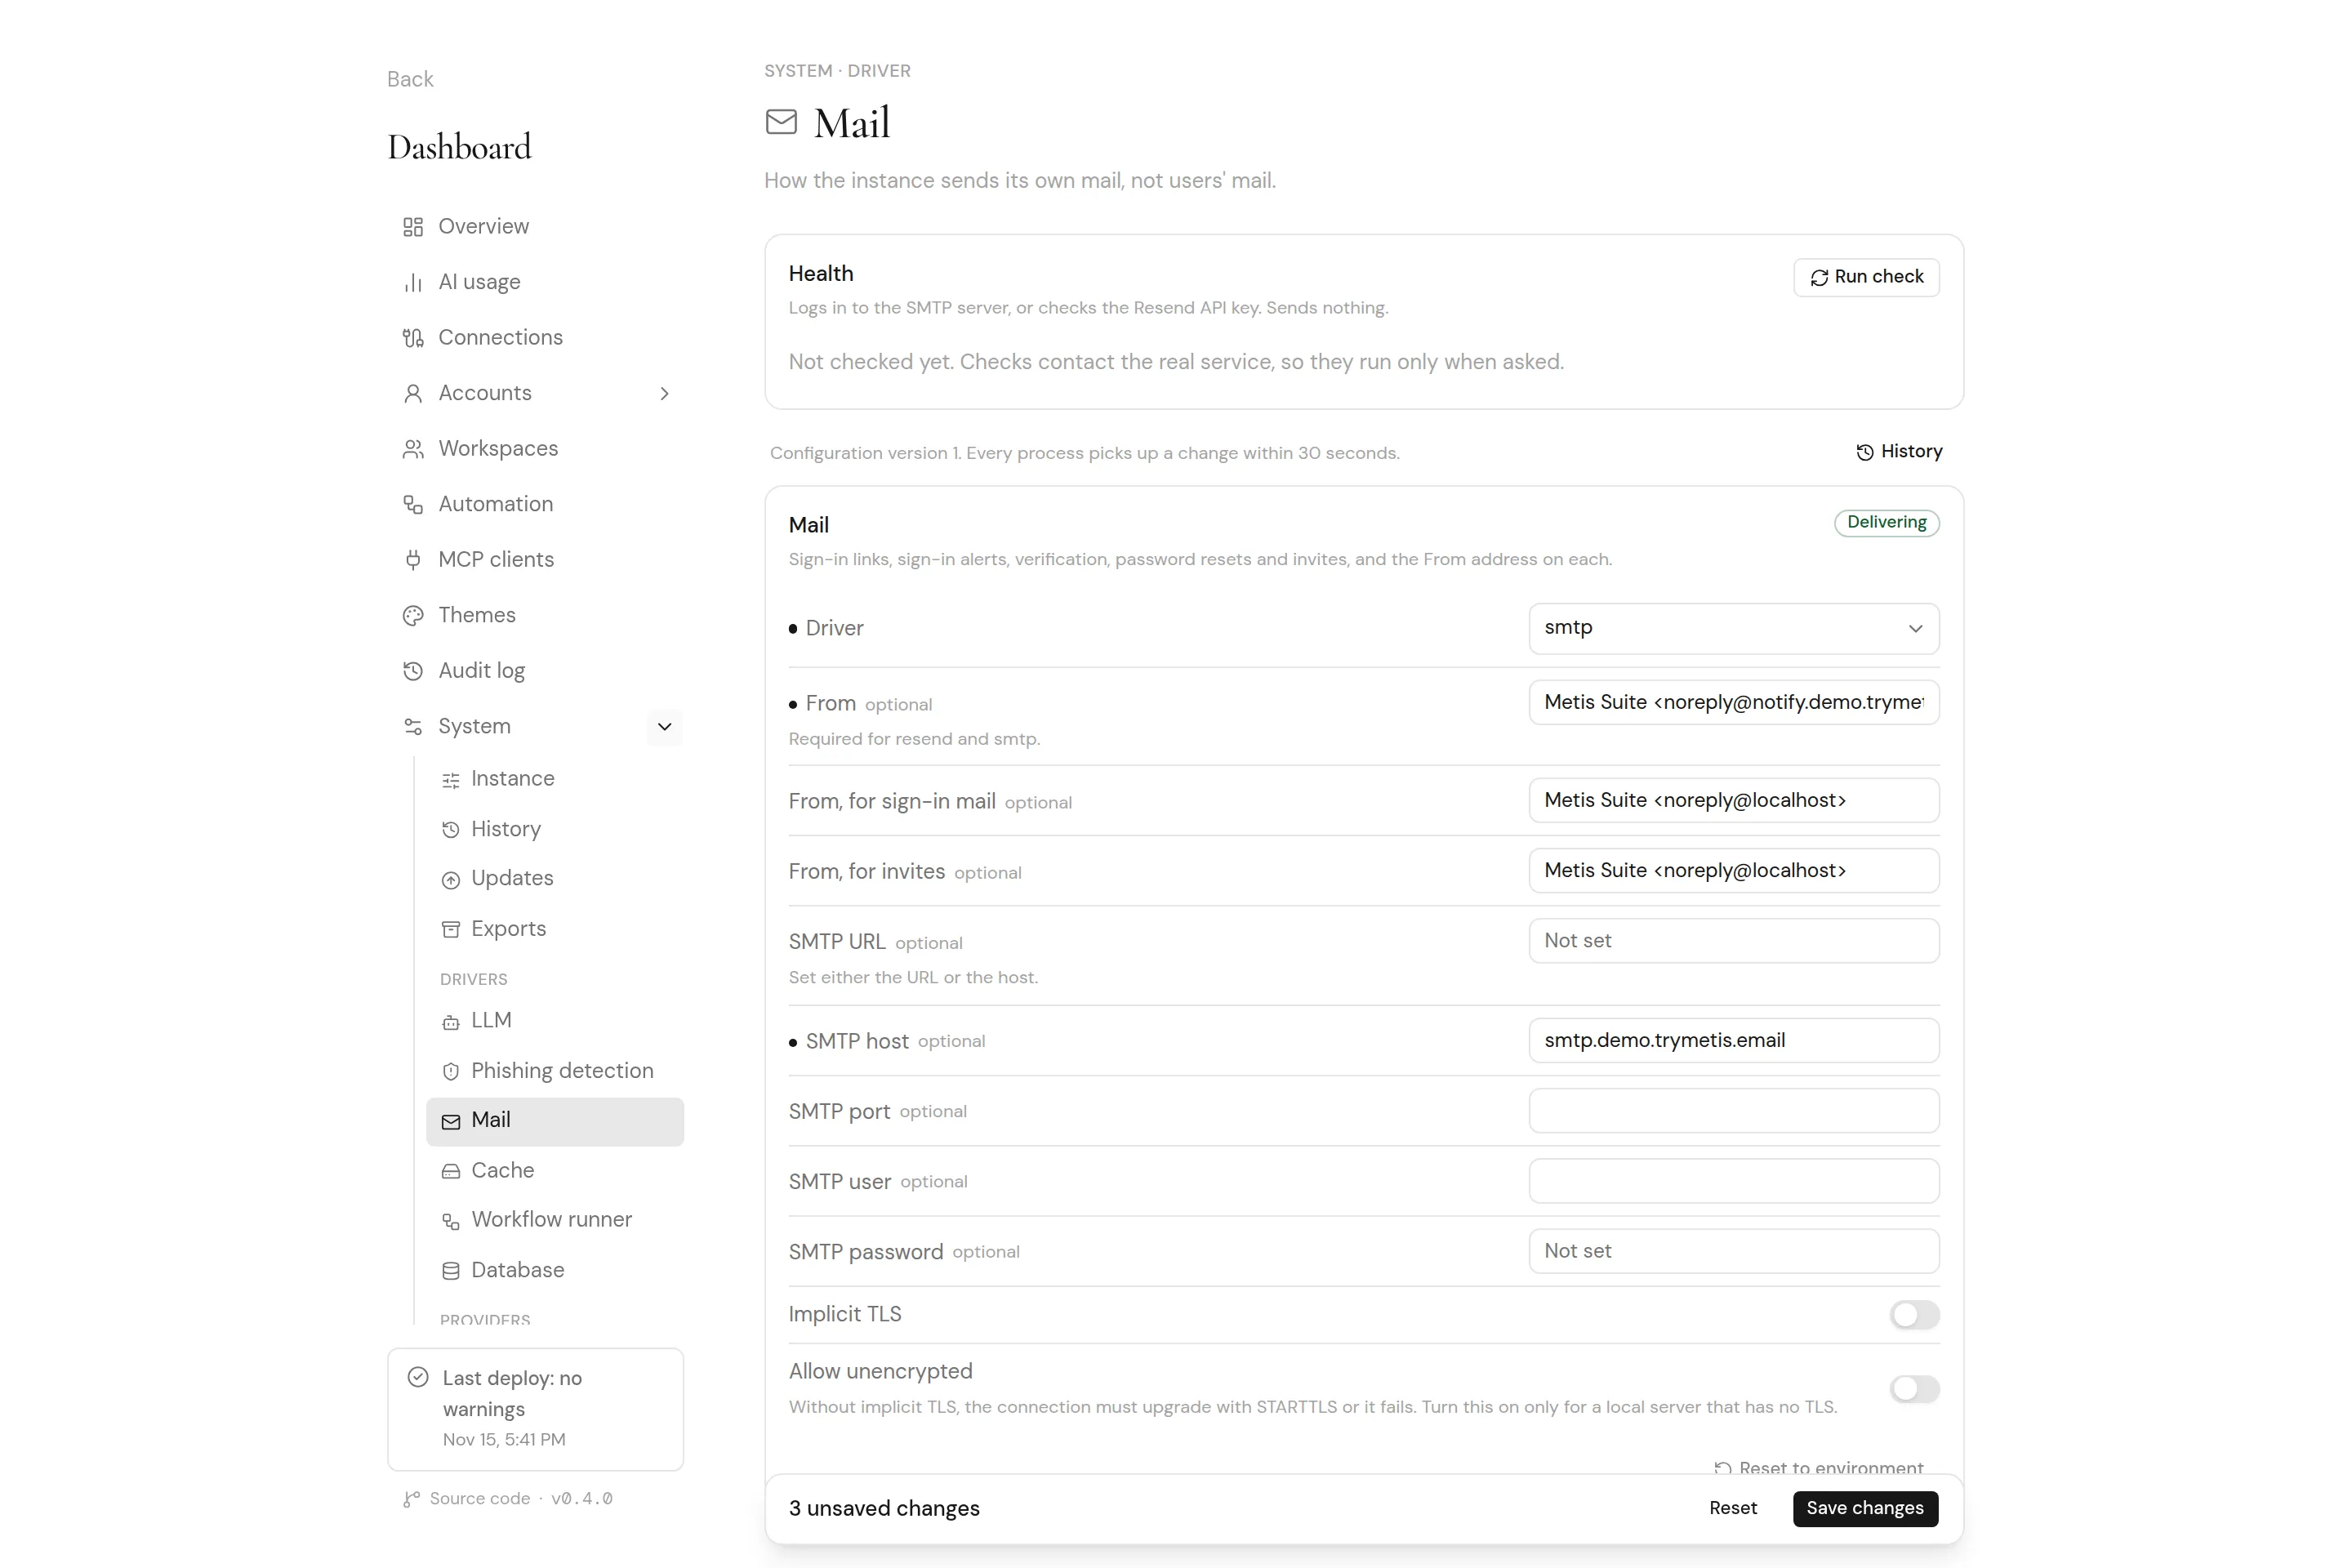 Back
Dashboard
Overview
AI usage
Connections
Accounts
Workspaces
Automation
MCP clients
Themes
Audit log
System
Instance
History
Updates
Exports
DRIVERS
LLM
Phishing detection
Mail
Cache
Workflow runner
Database
PROVIDERS
Last deploy: no
warnings
Nov 15, 5:41 PM
Source code · v0.4.0
SYSTEM · DRIVER
Mail
How the instance sends its own mail, not users' mail.
Health
Run check
Logs in to the SMTP server, or checks the Resend API key. Sends nothing.
Not checked yet. Checks contact the real service, so they run only when asked.
Configuration version 1. Every process picks up a change within 30 seconds.
History
Mail
Delivering
Sign-in links, sign-in alerts, verification, password resets and invites, and the From address on each.
Driver
smtp
From optional
Metis Suite <noreply@notify.demo.trymet
Required for resend and smtp.
From, for sign-in mail optional
Metis Suite <noreply@localhost>
From, for invites optional
Metis Suite <noreply@localhost>
SMTP URL optional
Not set
Set either the URL or the host.
SMTP host optional
smtp.demo.trymetis.email
SMTP port optional
SMTP user optional
SMTP password optional
Not set
Implicit TLS
Allow unencrypted
Without implicit TLS, the connection must upgrade with STARTTLS or it fails. Turn this on only for a local server that has no TLS.
Reset to environment
3 unsaved changes
Reset
Save changes